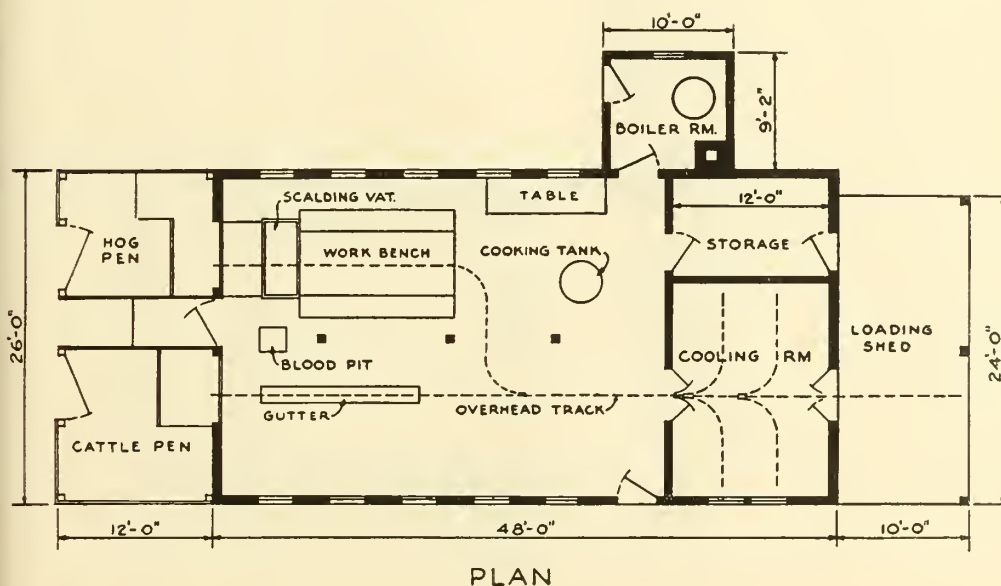 10'-0"
9'-2"
BOILER RM.
SCALDING VAT.
TABLE
12'-0"
HOG
PEN
WORK BENCH
COOKING TANK
STORAGE
26'-0"
BLOOD PIT
COOLING RM
LOADING
SHED
24'-0"
GUTTER
OVERHEAD TRACK
CATTLE PEN
12'-0"
48'-0"
10'-0"
PLAN